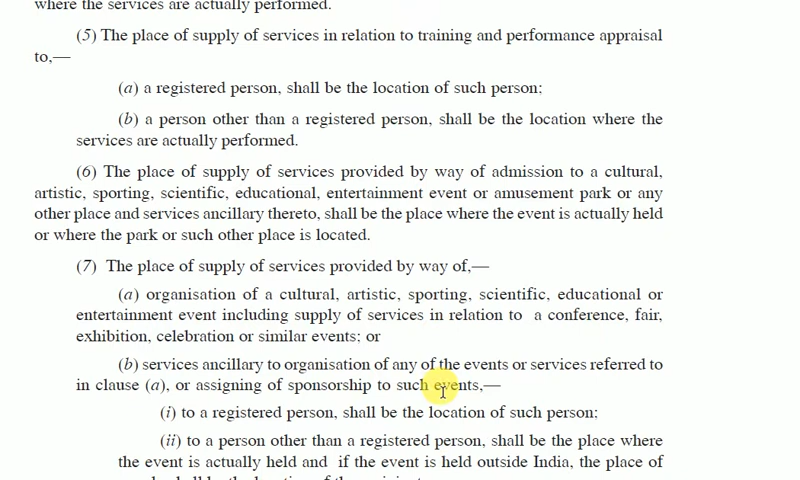 where the services are actually performed.
(5) The place of supply of services in relation to training and performance appraisal
to,—
(a) a registered person, shall be the location of such person;
(b) a person other than a registered person, shall be the location where the
services are actually performed.
(6) The place of supply of services provided by way of admission to a cultural,
artistic, sporting, scientific, educational, entertainment event or amusement park or any
other place and services ancillary thereto, shall be the place where the event is actually held
or where the park or such other place is located.
(7) The place of supply of services provided by way of,—
(a) organisation of a cultural, artistic, sporting, scientific, educational or
entertainment event including supply of services in relation to a conference, fair,
exhibition, celebration or similar events; or
(b) services ancillary to organisation of any of the events or services referred to
in clause (a), or assigning of sponsorship to such events,—
(i) to a registered person, shall be the location of such person;
(ii) to a person other than a registered person, shall be the place where
the event is actually held and if the event is held outside India, the place of